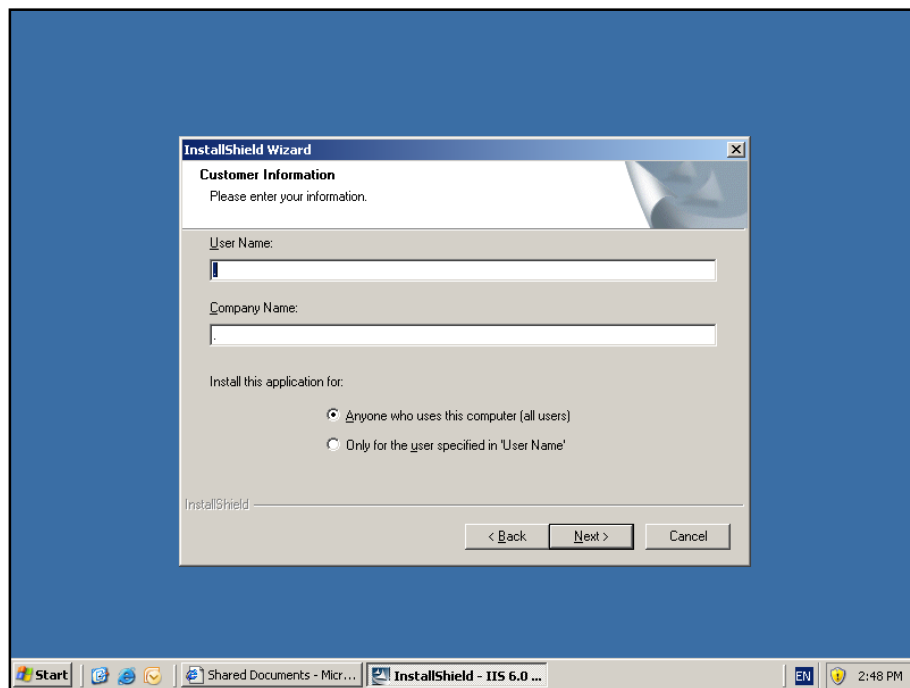 InstallShield Wizard
Customer Information
Please enter your information.
User Name:
.
Company Name:
.
Install this application for:
Anyone who uses this computer (all users)
Only for the user specified in 'User Name'
InstallShield
< Back Next > Cancel
Start Shared Documents - Micr... InstallShield - IIS 6.0 ... EN 2:48 PM